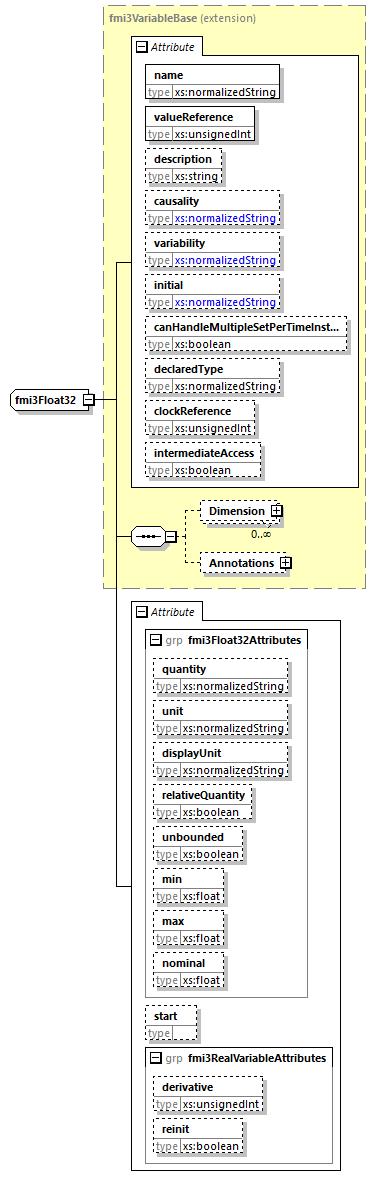 fmi3VariableBase (extension)
Attribute
name
type xs:normalizedString
valueReference
type xs:unsignedInt
description
type xs:string
causality
type xs:normalizedString
variability
type xs:normalizedString
initial
type xs:normalizedString
canHandleMultipleSetPerTimeInst...
type xs:boolean
declaredType
type xs:normalizedString
fmi3Float32
clockReference
type xs:unsignedInt
intermediateAccess
type xs:boolean
Dimension
0..∞
Annotations
Attribute
grp fmi3Float32Attributes
quantity
type xs:normalizedString
unit
type xs:normalizedString
displayUnit
type xs:normalizedString
relativeQuantity
type xs:boolean
unbounded
type xs:boolean
min
type xs:float
max
type xs:float
nominal
type xs:float
start
type
grp fmi3RealVariableAttributes
derivative
type xs:unsignedInt
reinit
type xs:boolean